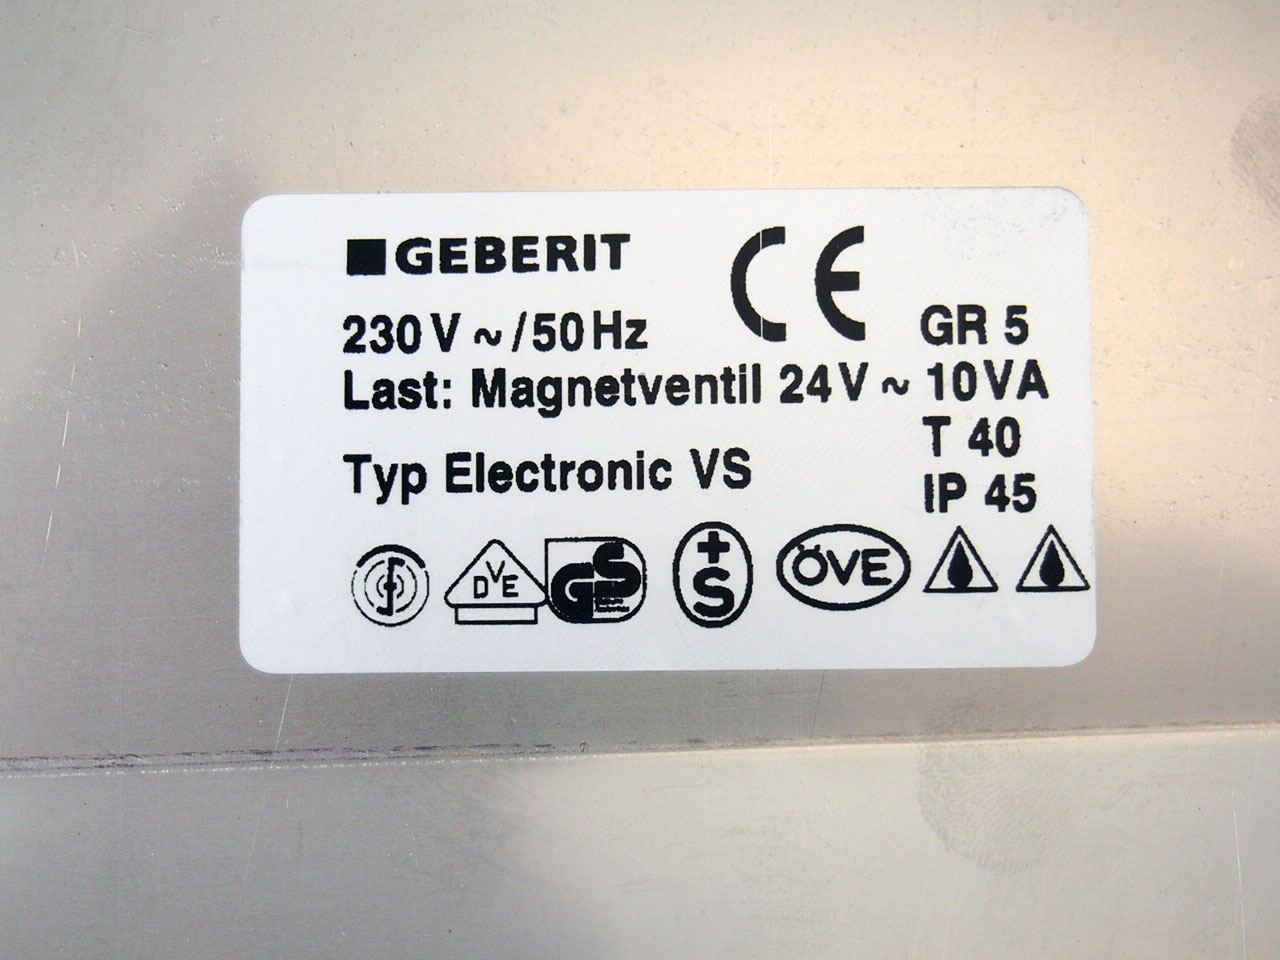 GEBERIT CE
230 V ~ /50 Hz GR 5
Last: Magnetventil 24 V ~ 10 VA
T 40
Typ Electronic VS IP 45
DVE GS +S ÖVE